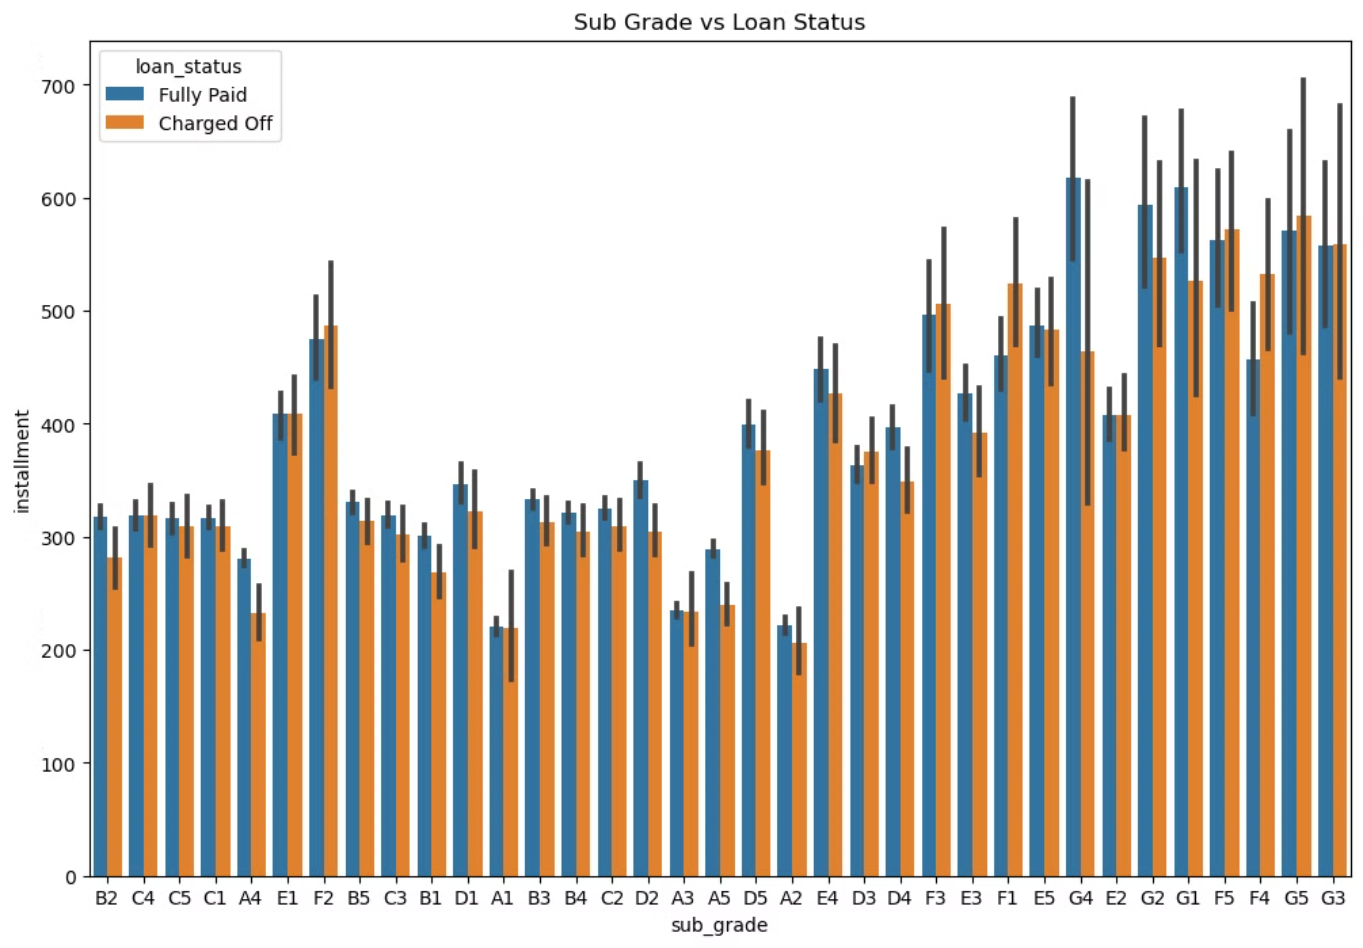 Sub Grade vs Loan Status
loan_status
Fully Paid
Charged Off
700
600
500
400
300
200
100
0
installment
B2 C4 C5 C1 A4 E1 F2 B5 C3 B1 D1 A1 B3 B4 C2 D2 A3 A5 D5 A2 E4 D3 D4 F3 E3 F1 E5 G4 E2 G2 G1 F5 F4 G5 G3
sub_grade